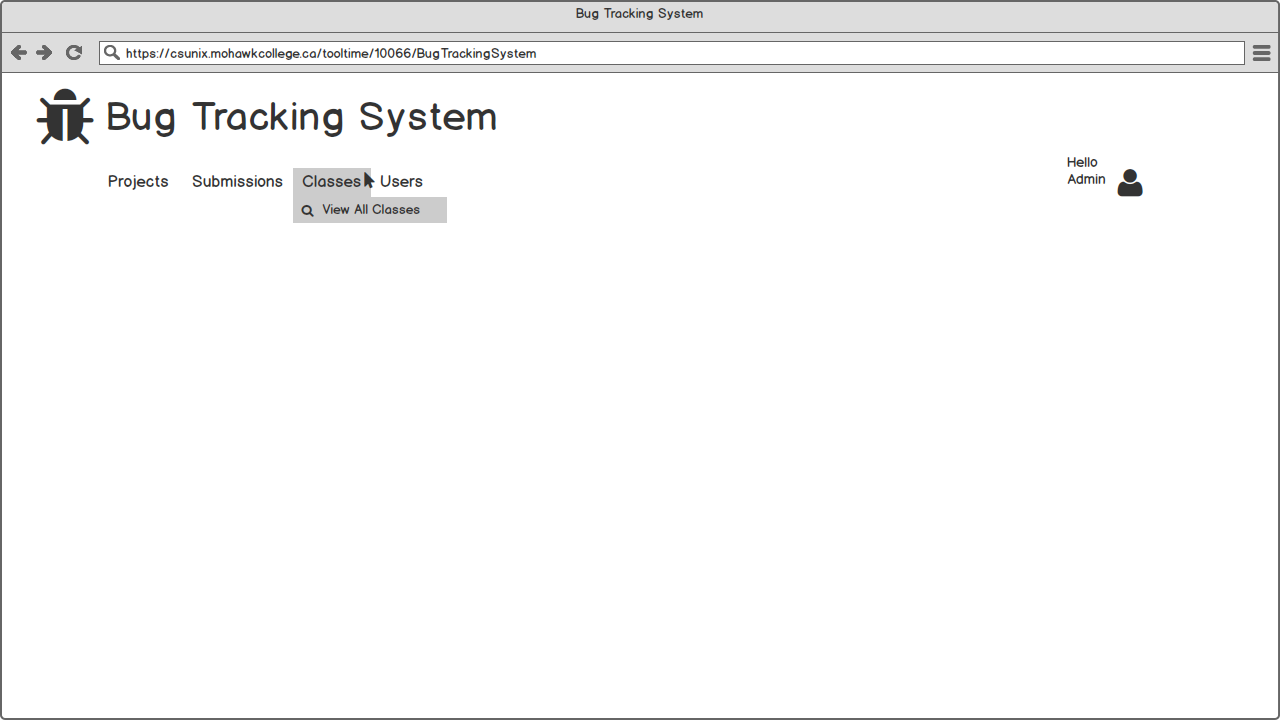 Bug Tracking System
https://csunix.mohawkcollege.ca/tooltime/10066/BugTrackingSystem
Bug Tracking System
Hello
Admin
Projects Submissions Classes Users
View All Classes